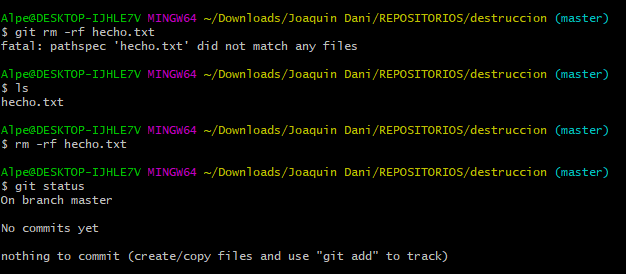 Alpe@DESKTOP-IJHLE7V MINGW64 ~/Downloads/Joaquin Dani/REPOSITORIOS/destruccion (master)
$ git rm -rf hecho.txt
fatal: pathspec 'hecho.txt' did not match any files
Alpe@DESKTOP-IJHLE7V MINGW64 ~/Downloads/Joaquin Dani/REPOSITORIOS/destruccion (master)
$ ls
hecho.txt
Alpe@DESKTOP-IJHLE7V MINGW64 ~/Downloads/Joaquin Dani/REPOSITORIOS/destruccion (master)
$ rm -rf hecho.txt
Alpe@DESKTOP-IJHLE7V MINGW64 ~/Downloads/Joaquin Dani/REPOSITORIOS/destruccion (master)
$ git status
On branch master
No commits yet
nothing to commit (create/copy files and use "git add" to track)